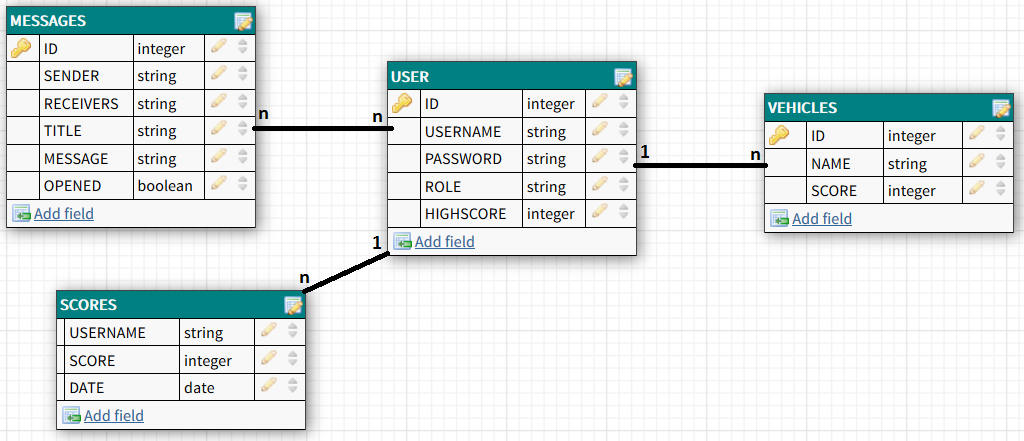 MESSAGES
ID integer
SENDER string
RECEIVERS string
TITLE string
MESSAGE string
OPENED boolean
Add field
n
n
USER
ID integer
USERNAME string
PASSWORD string
ROLE string
HIGHSCORE integer
Add field
1
n
VEHICLES
ID integer
NAME string
SCORE integer
Add field
1
n
SCORES
USERNAME string
SCORE integer
DATE date
Add field